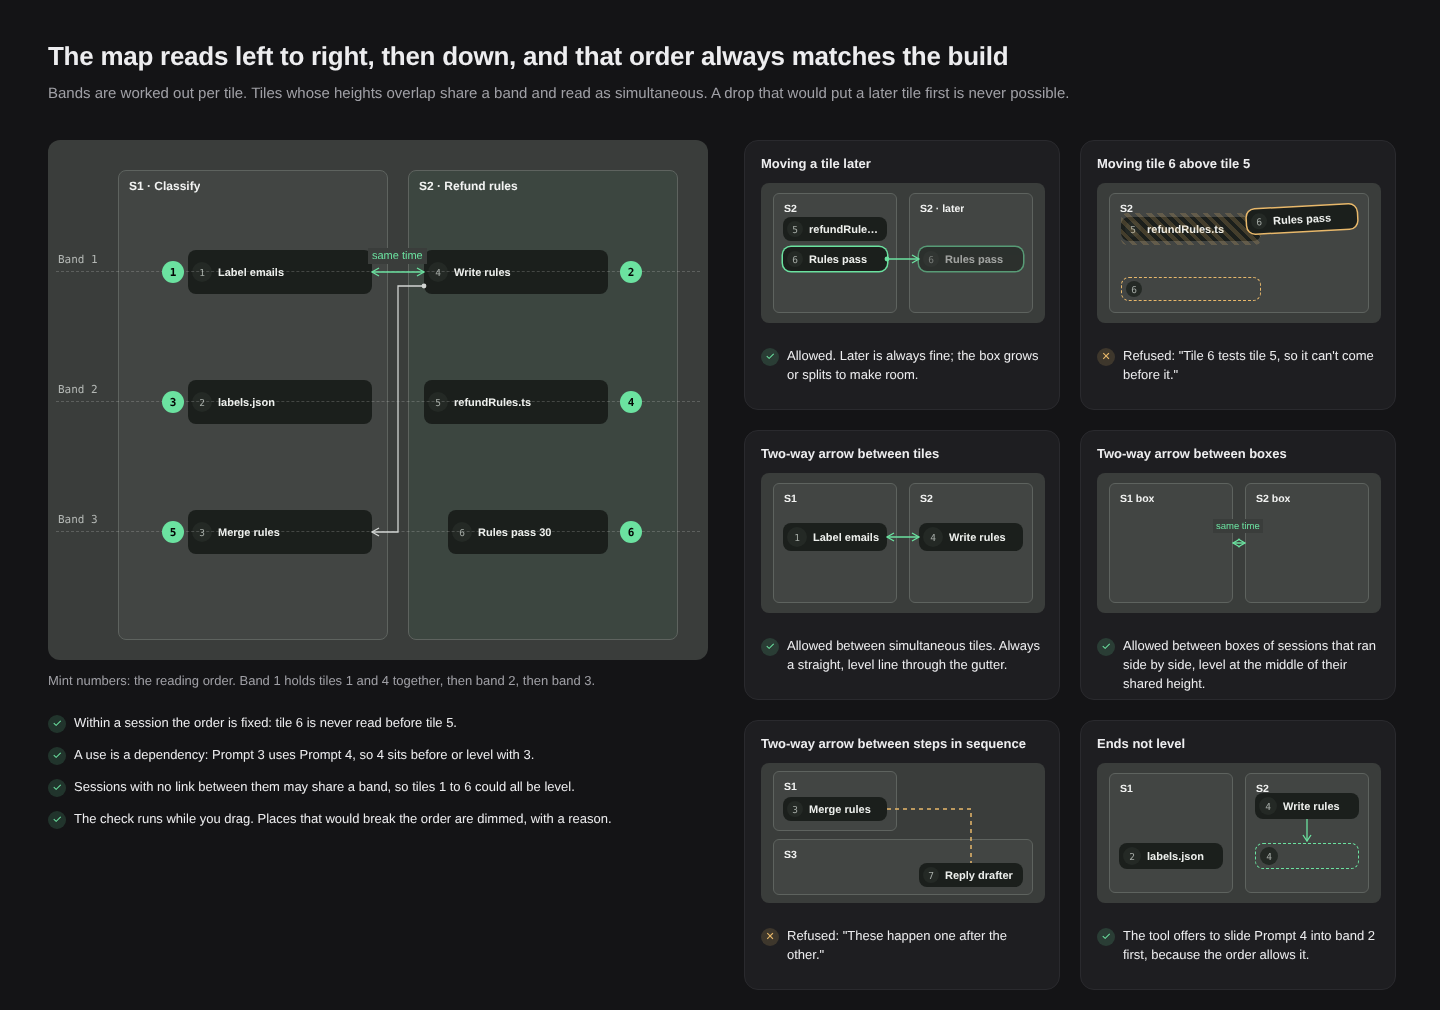 The map reads left to right, then down, and that order always matches the build
Bands are worked out per tile. Tiles whose heights overlap share a band and read as simultaneous. A drop that would put a later tile first is never possible.
S1 · Classify
S2 · Refund rules
Band 1
1
1 Label emails
same time
4 Write rules
2
Band 2
3
2 labels.json
5 refundRules.ts
4
Band 3
5
3 Merge rules
6 Rules pass 30
6
Mint numbers: the reading order. Band 1 holds tiles 1 and 4 together, then band 2, then band 3.
Within a session the order is fixed: tile 6 is never read before tile 5.
A use is a dependency: Prompt 3 uses Prompt 4, so 4 sits before or level with 3.
Sessions with no link between them may share a band, so tiles 1 to 6 could all be level.
The check runs while you drag. Places that would break the order are dimmed, with a reason.
Moving a tile later
S2
S2 · later
5 refundRule...
6 Rules pass
6 Rules pass
Allowed. Later is always fine; the box grows
or splits to make room.
Moving tile 6 above tile 5
S2
5 refundRules.ts
6 Rules pass
6
Refused: "Tile 6 tests tile 5, so it can't come
before it."
Two-way arrow between tiles
S1
S2
1 Label emails
4 Write rules
Allowed between simultaneous tiles. Always
a straight, level line through the gutter.
Two-way arrow between boxes
S1 box
S2 box
same time
Allowed between boxes of sessions that ran
side by side, level at the middle of their
shared height.
Two-way arrow between steps in sequence
S1
3 Merge rules
S3
7 Reply drafter
Refused: "These happen one after the
other."
Ends not level
S1
S2
4 Write rules
2 labels.json
4
The tool offers to slide Prompt 4 into band 2
first, because the order allows it.